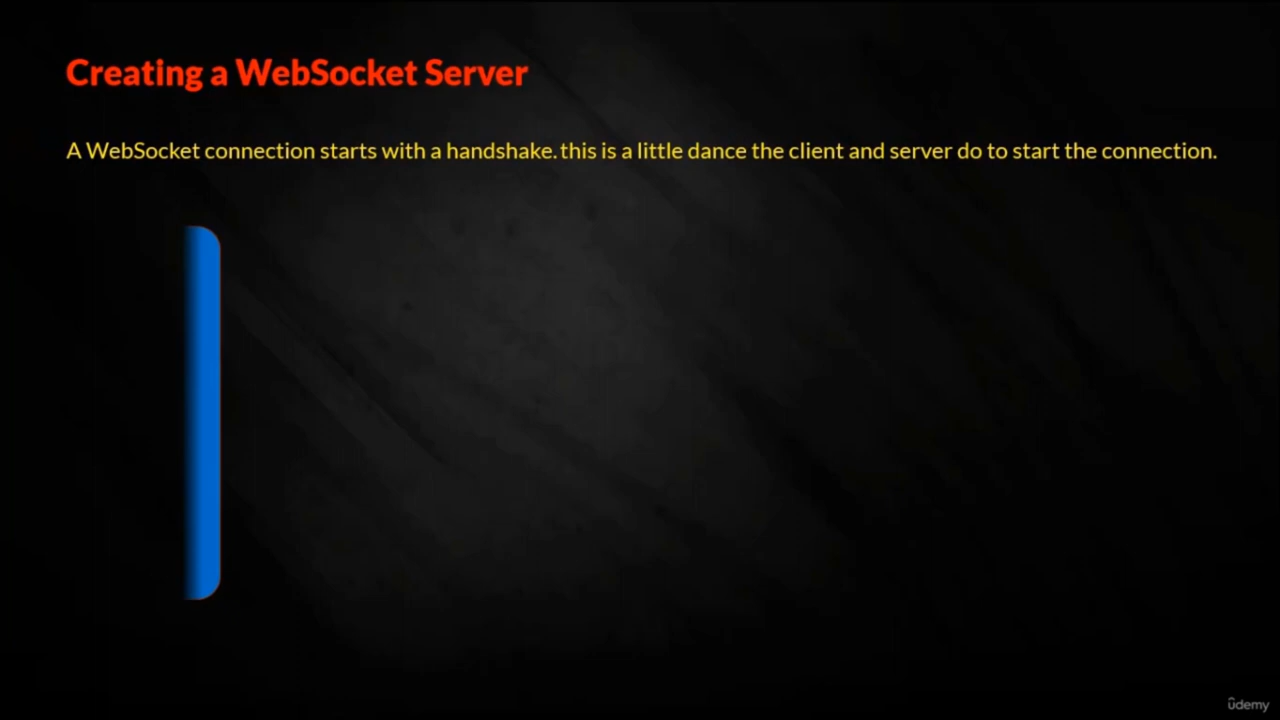 Creating a WebSocket Server
A WebSocket connection starts with a handshake. this is a little dance the client and server do to start the connection.
ûdemy